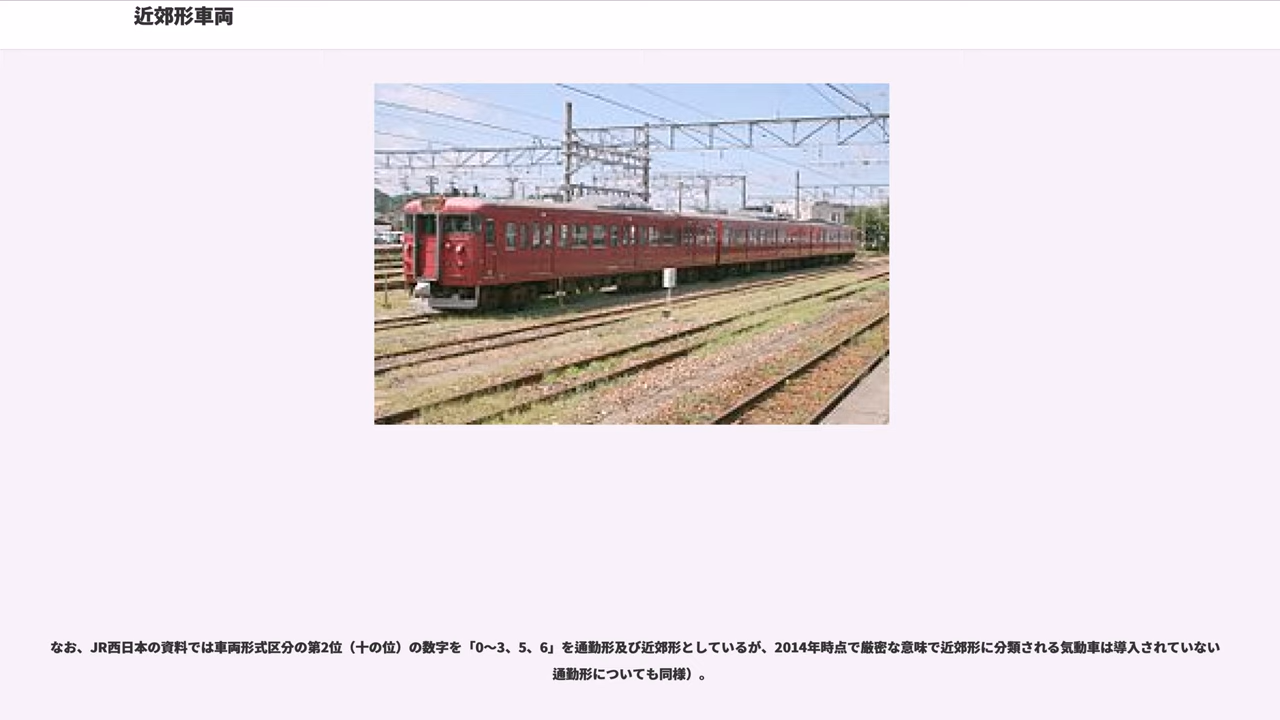 近郊形車両
なお、JR西日本の資料では車両形式区分の第2位（十の位）の数字を「0〜3、5、6」を通勤形及び近郊形としているが、2014年時点で厳密な意味で近郊形に分類される気動車は導入されていない
通勤形についても同様）。